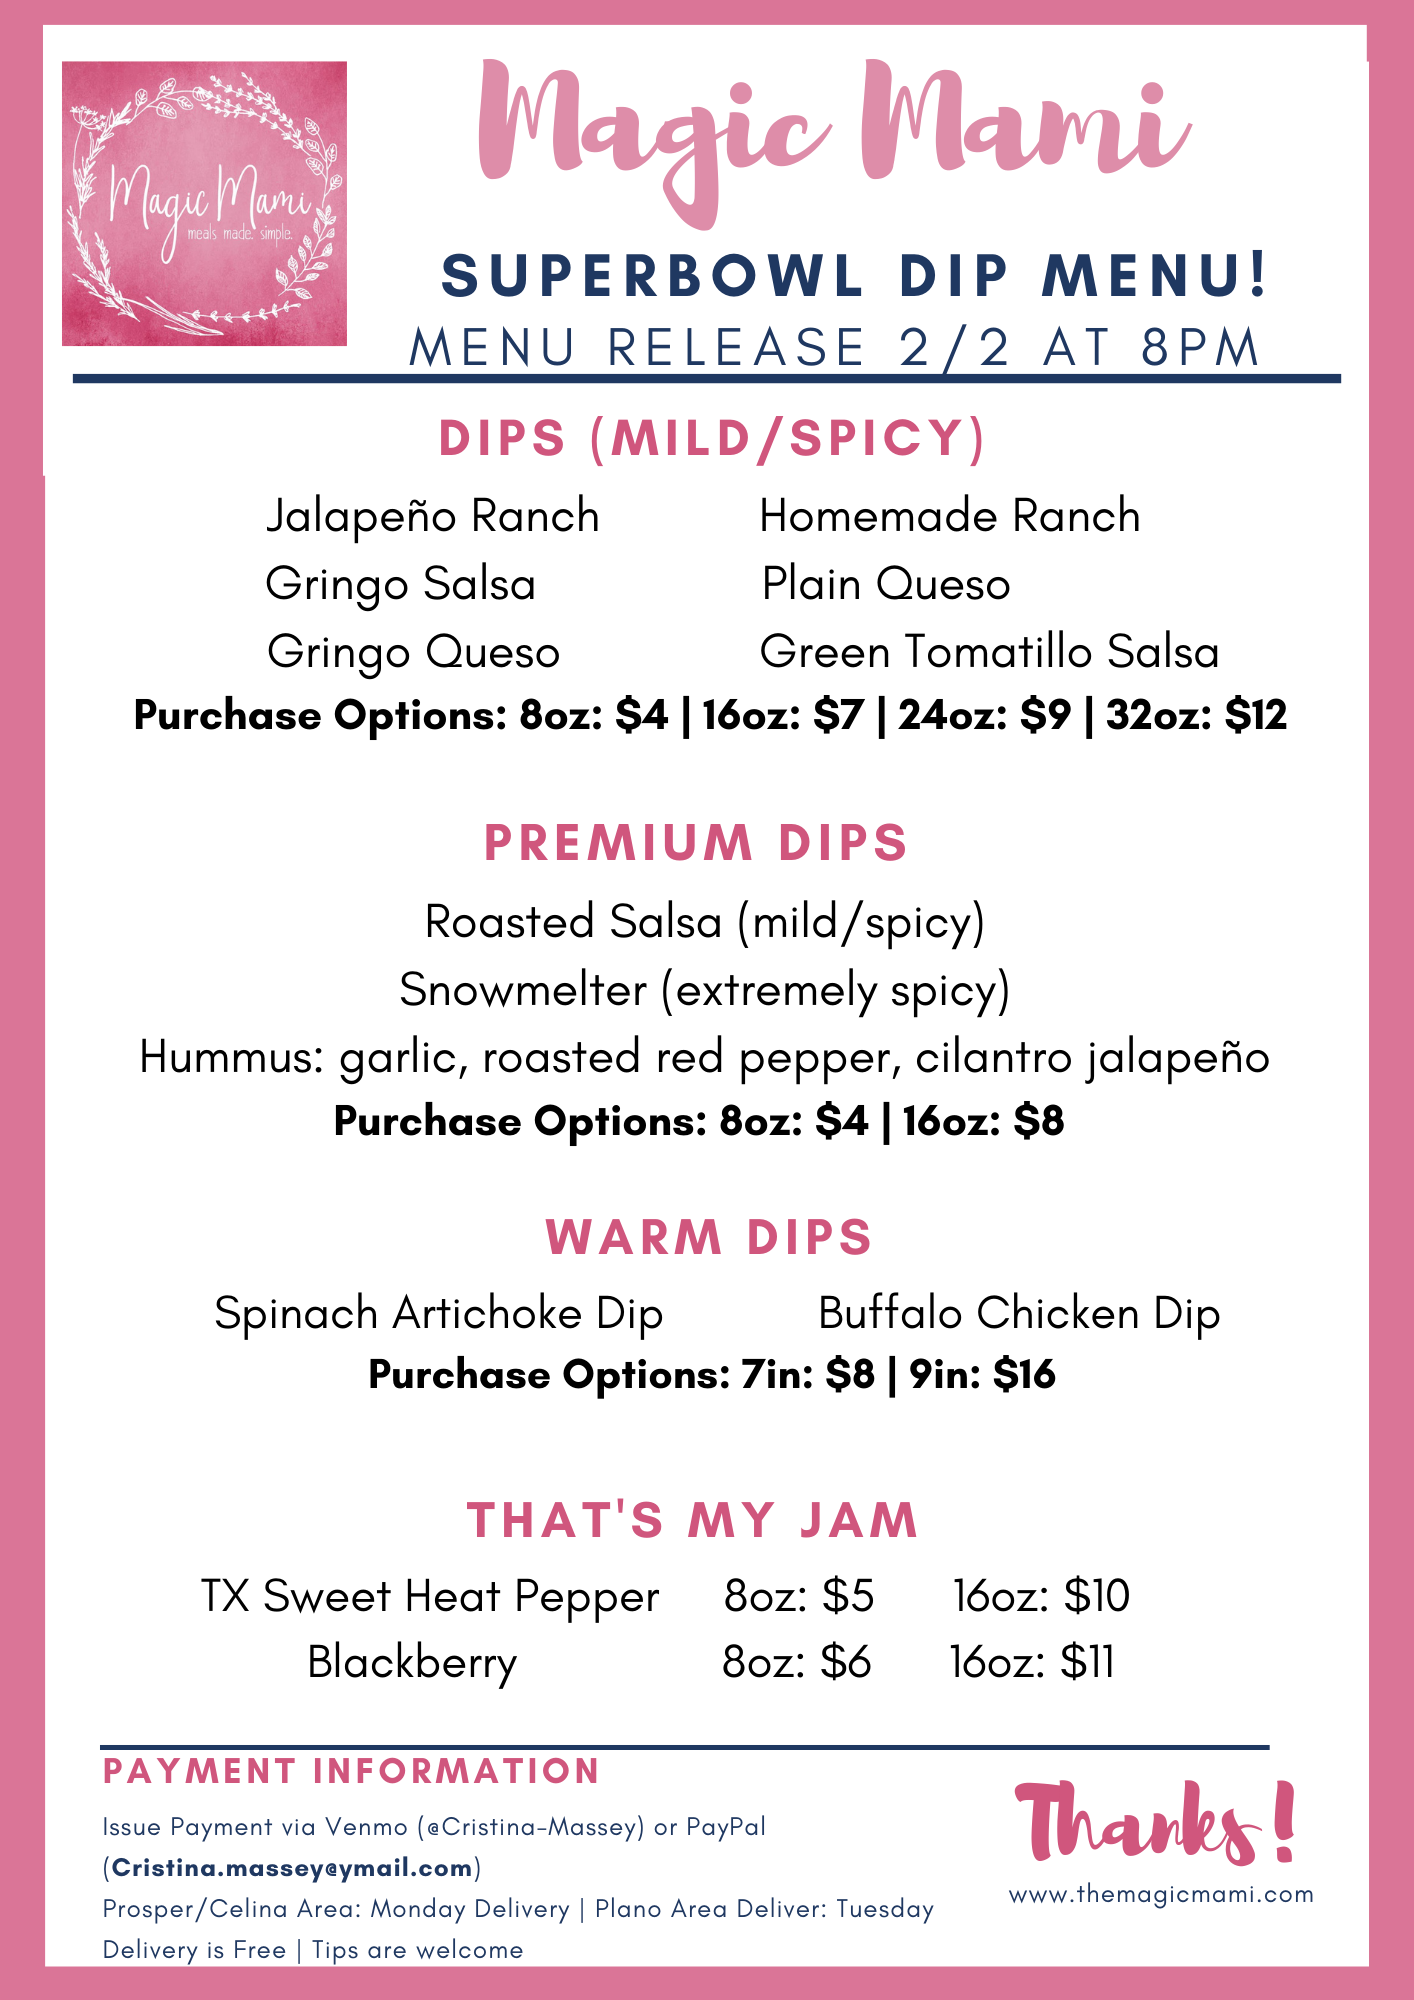 Magic Mami
meals made. simple.
Magic Mami
SUPERBOWL DIP MENU!
MENU RELEASE 2/2 AT 8PM
DIPS (MILD/SPICY)
Jalapeño Ranch Homemade Ranch
Gringo Salsa Plain Queso
Gringo Queso Green Tomatillo Salsa
Purchase Options: 8oz: $4 | 16oz: $7 | 24oz: $9 | 32oz: $12
PREMIUM DIPS
Roasted Salsa (mild/spicy)
Snowmelter (extremely spicy)
Hummus: garlic, roasted red pepper, cilantro jalapeño
Purchase Options: 8oz: $4 | 16oz: $8
WARM DIPS
Spinach Artichoke Dip Buffalo Chicken Dip
Purchase Options: 7in: $8 | 9in: $16
THAT'S MY JAM
TX Sweet Heat Pepper 8oz: $5 16oz: $10
Blackberry 8oz: $6 16oz: $11
PAYMENT INFORMATION
Issue Payment via Venmo (@Cristina-Massey) or PayPal
(Cristina.massey@ymail.com)
Prosper/Celina Area: Monday Delivery | Plano Area Deliver: Tuesday
Delivery is Free | Tips are welcome
Thanks!
www.themagicmami.com